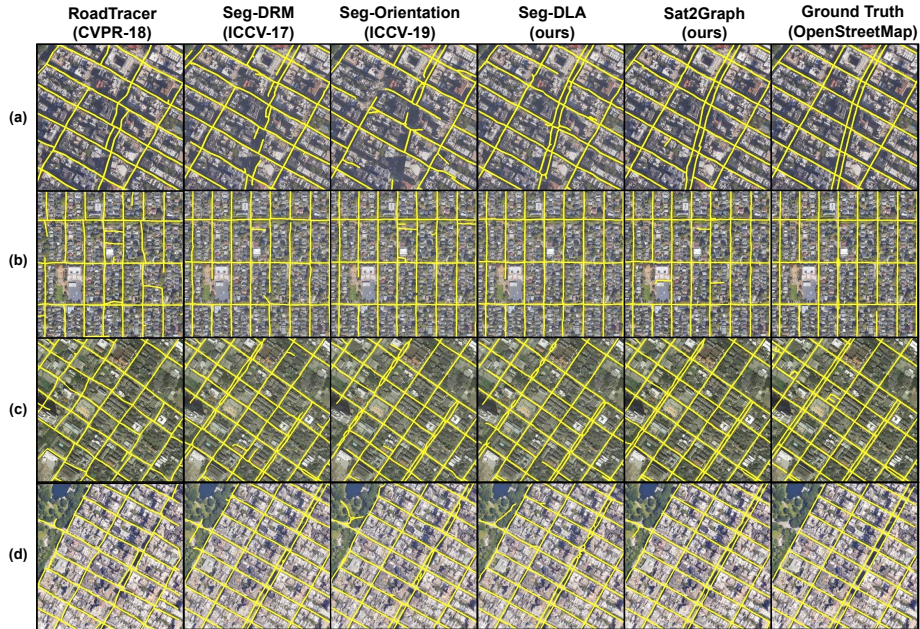 RoadTracer Seg-DRM Seg-Orientation Seg-DLA Sat2Graph Ground Truth
(CVPR-18) (ICCV-17) (ICCV-19) (ours) (ours) (OpenStreetMap)
(a)
(b)
(c)
(d)